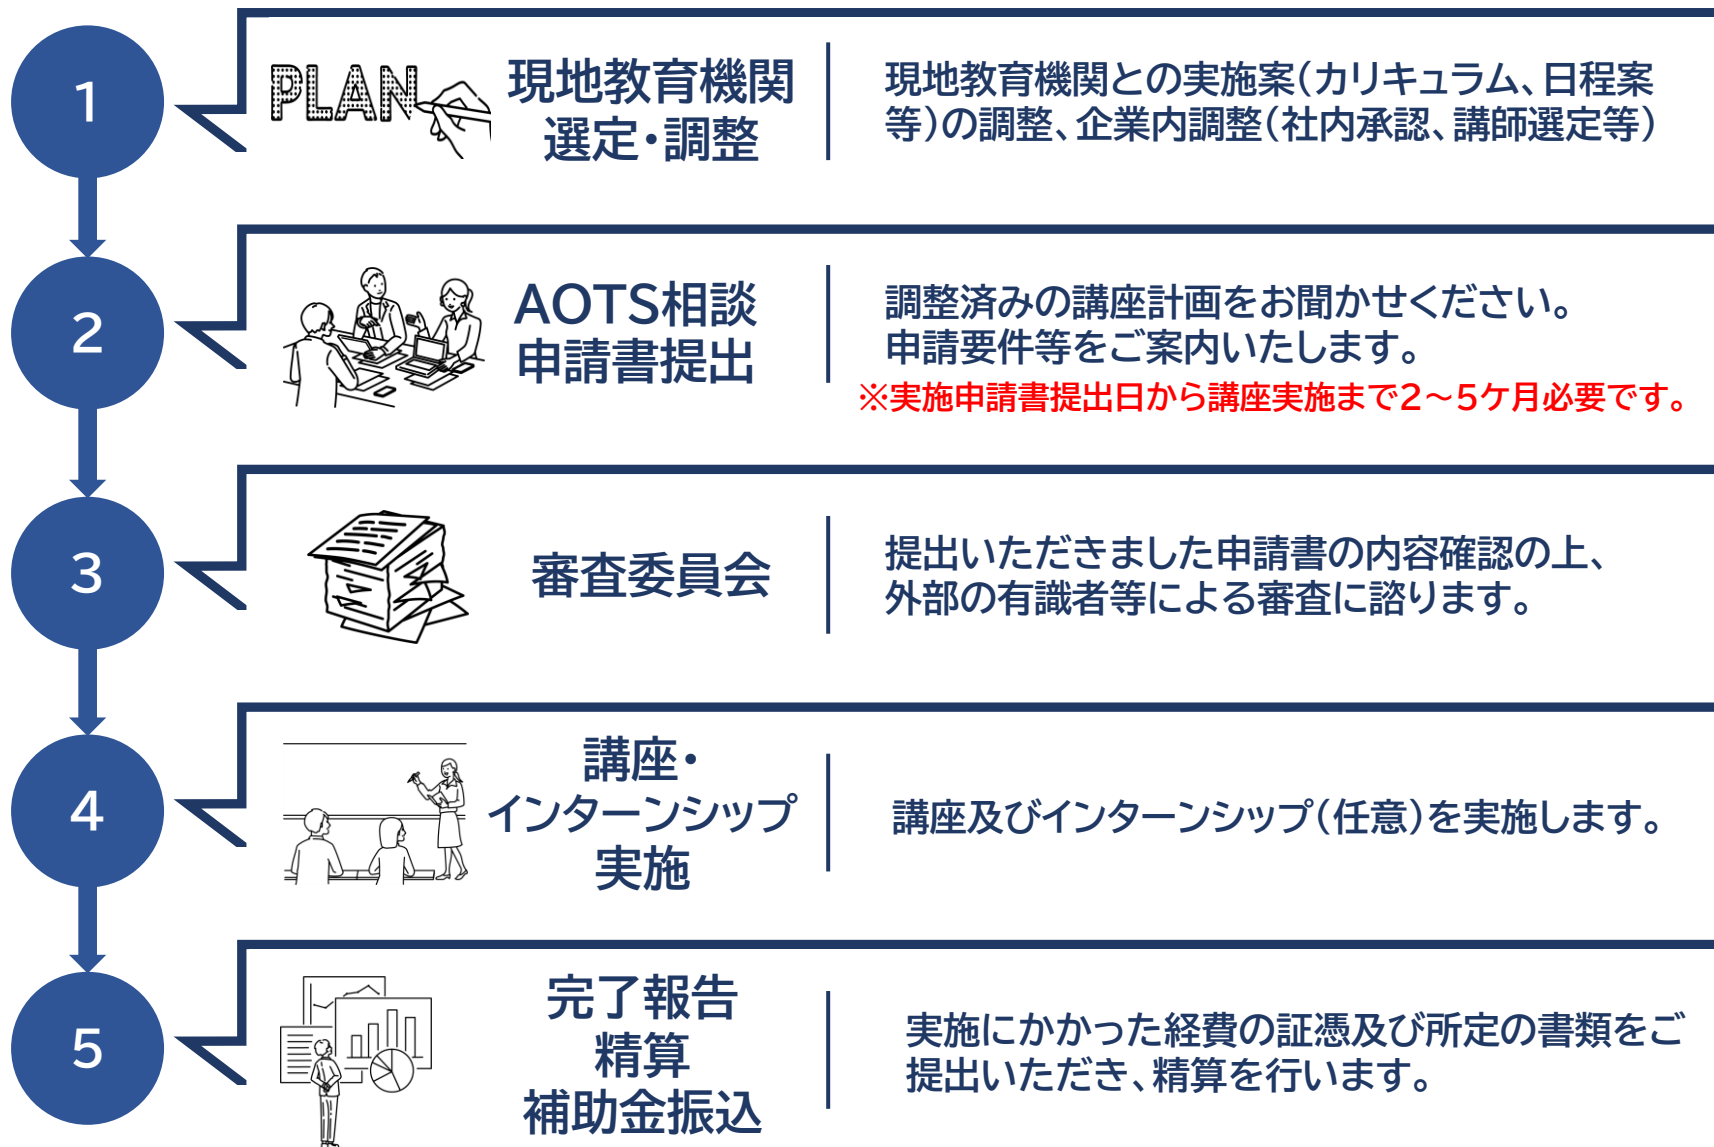 1
PLAN
現地教育機関
選定・調整
現地教育機関との実施案(カリキュラム、日程案
等)の調整、企業内調整(社内承認、講師選定等)
2
AOTS相談
申請書提出
調整済みの講座計画をお聞かせください。
申請要件等をご案内いたします。
※実施申請書提出日から講座実施まで2～5ケ月必要です。
3
審査委員会
提出いただきました申請書の内容確認の上、
外部の有識者等による審査に諮ります。
4
講座・
インターンシップ
実施
講座及びインターンシップ(任意)を実施します。
5
完了報告
精算
補助金振込
実施にかかった経費の証憑及び所定の書類をご
提出いただき、精算を行います。